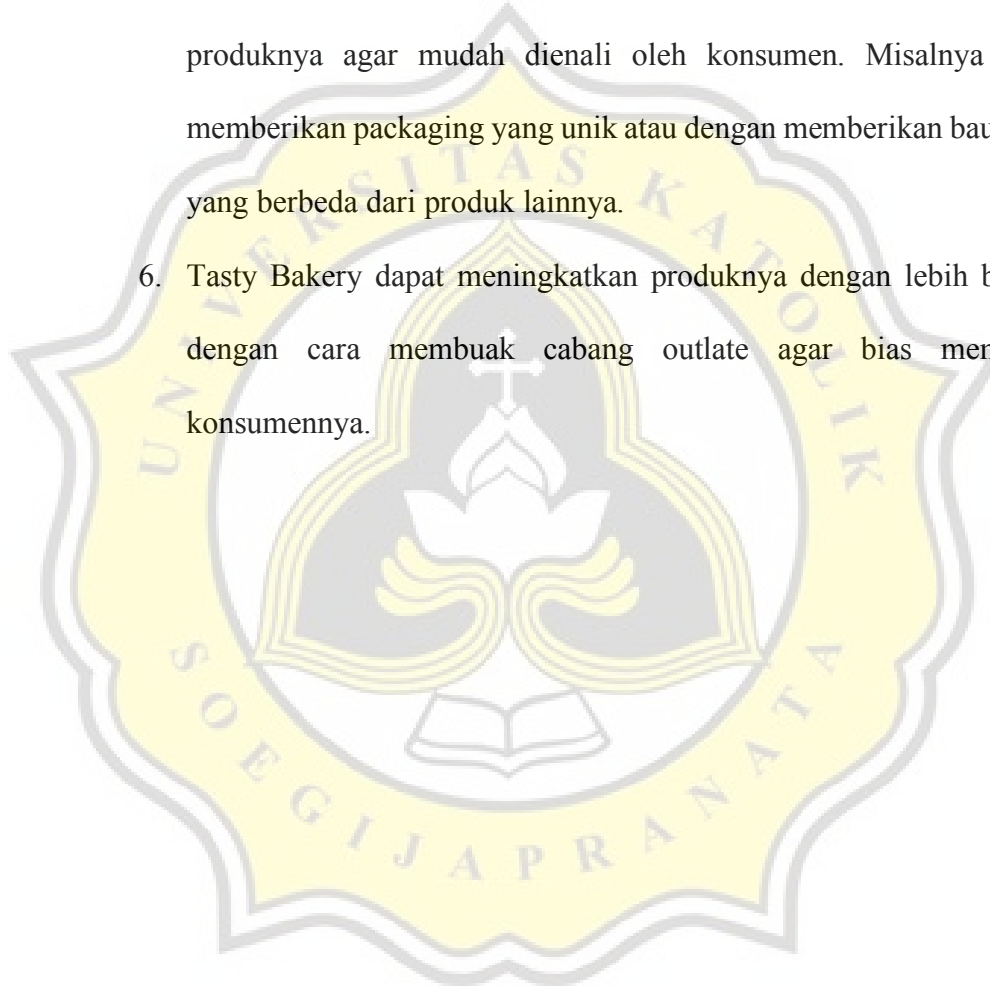 produknya agar mudah dienali oleh konsumen. Misalnya
memberikan packaging yang unik atau dengan memberikan bau
yang berbeda dari produk lainnya.
6. Tasty Bakery dapat meningkatkan produknya dengan lebih
dengan cara membuak cabang outlate agar bias
konsumennya.
UNIVERSITAS KATOLIK
SOEGIJAPRANATA